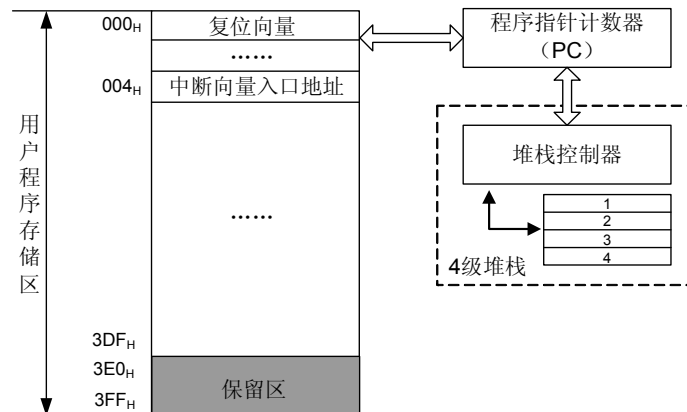 000H
复位向量
……
004H
中断向量入口地址
……
用户程序存储区
3DFH
3E0H
保留区
3FFH
程序指针计数器
（PC）
堆栈控制器
1
2
3
4
4级堆栈